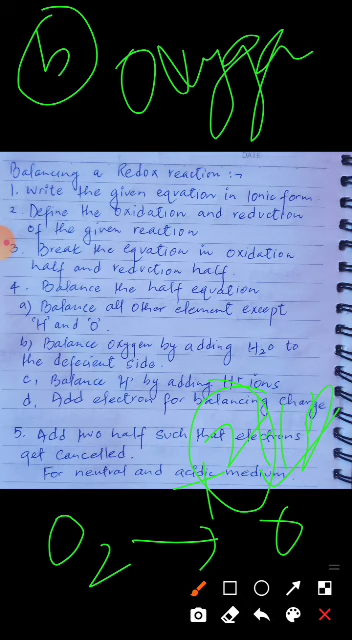 b
DATE
Balancing a Redox reaction :-
1. Write the given equation in Ionic form.
2. Define the oxidation and reduction
of the given reaction
3. Break the equation in oxidation
half and reduction half.
4. Balance the half equation
a) Balance all other element except
'H' and 'O'.
b) Balance oxygen by adding H₂O to
the defecient side.
c, Balance 'H' by adding H⁺ ions
d, Add electron for balancing charge
5. Add two half such that electrons
get cancelled.
For neutral and acidic medium
O₂ →